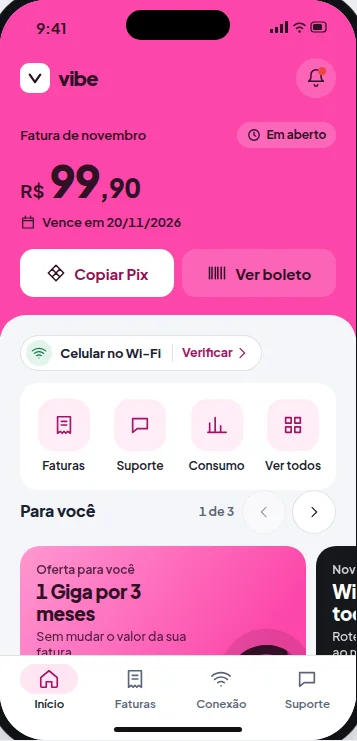 9:41
vibe
Fatura de novembro
Em aberto
R$ 99,90
Vence em 20/11/2026
Copiar Pix
Ver boleto
Celular no Wi-Fi
Verificar
Faturas
Suporte
Consumo
Ver todos
Para você
1 de 3
Oferta para você
1 Giga por 3
meses
Sem mudar o valor da sua
fatura
Início
Faturas
Conexão
Suporte